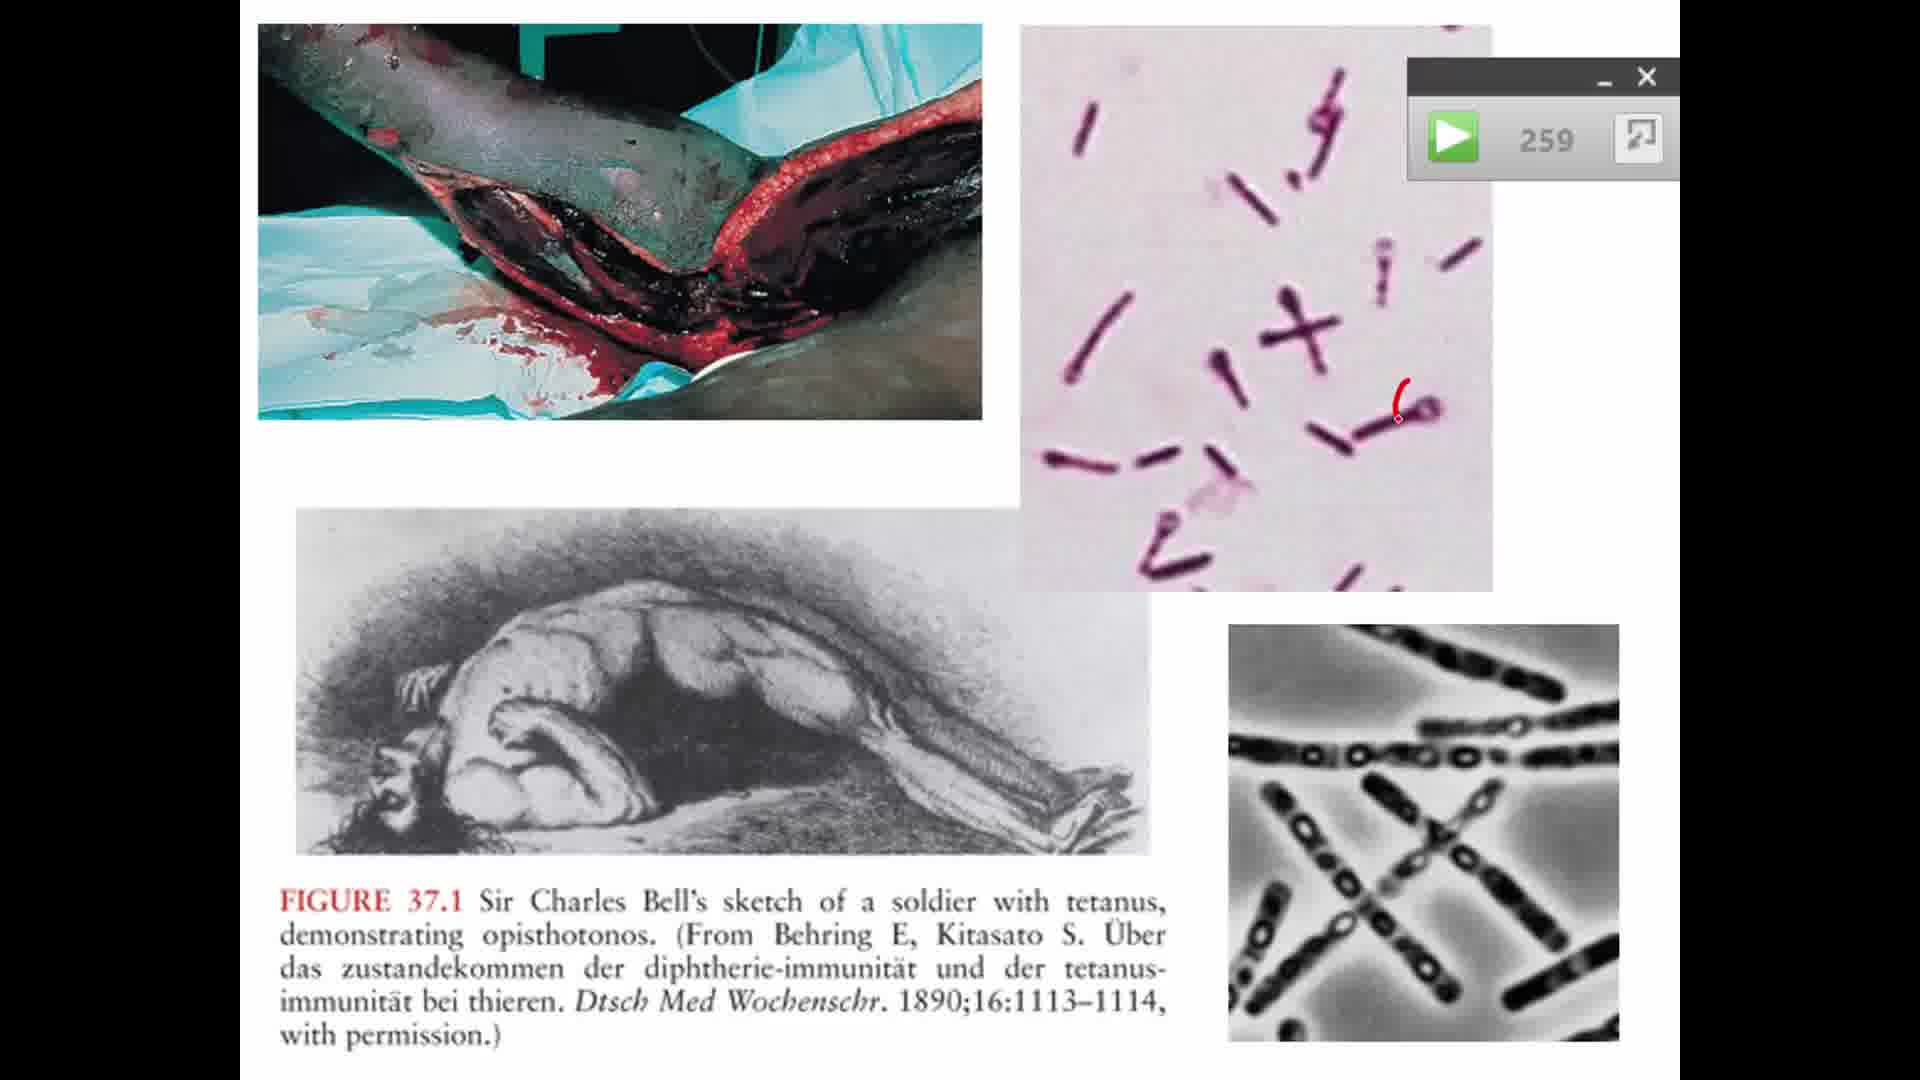 259
FIGURE 37.1 Sir Charles Bell's sketch of a soldier with tetanus,
demonstrating opisthotonos. (From Behring E, Kitasato S. Über
das zustandekommen der diphtherie-immunität und der tetanus-
immunität bei thieren. Dtsch Med Wochenschr. 1890;16:1113–1114,
with permission.)